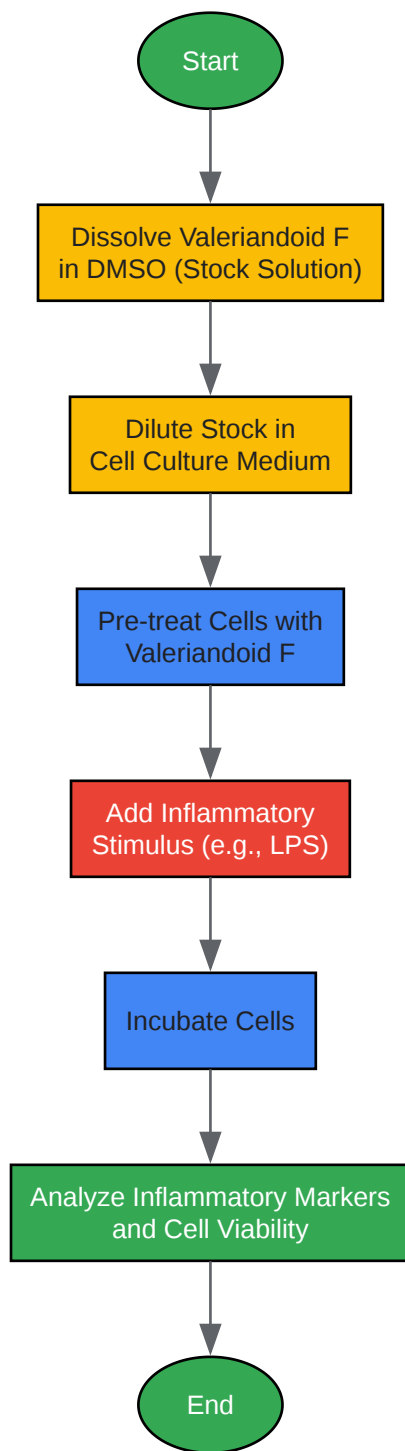 Start
Dissolve Valeriandoid F
in DMSO (Stock Solution)
Dilute Stock in
Cell Culture Medium
Pre-treat Cells with
Valeriandoid F
Add Inflammatory
Stimulus (e.g., LPS)
Incubate Cells
Analyze Inflammatory Markers
and Cell Viability
End